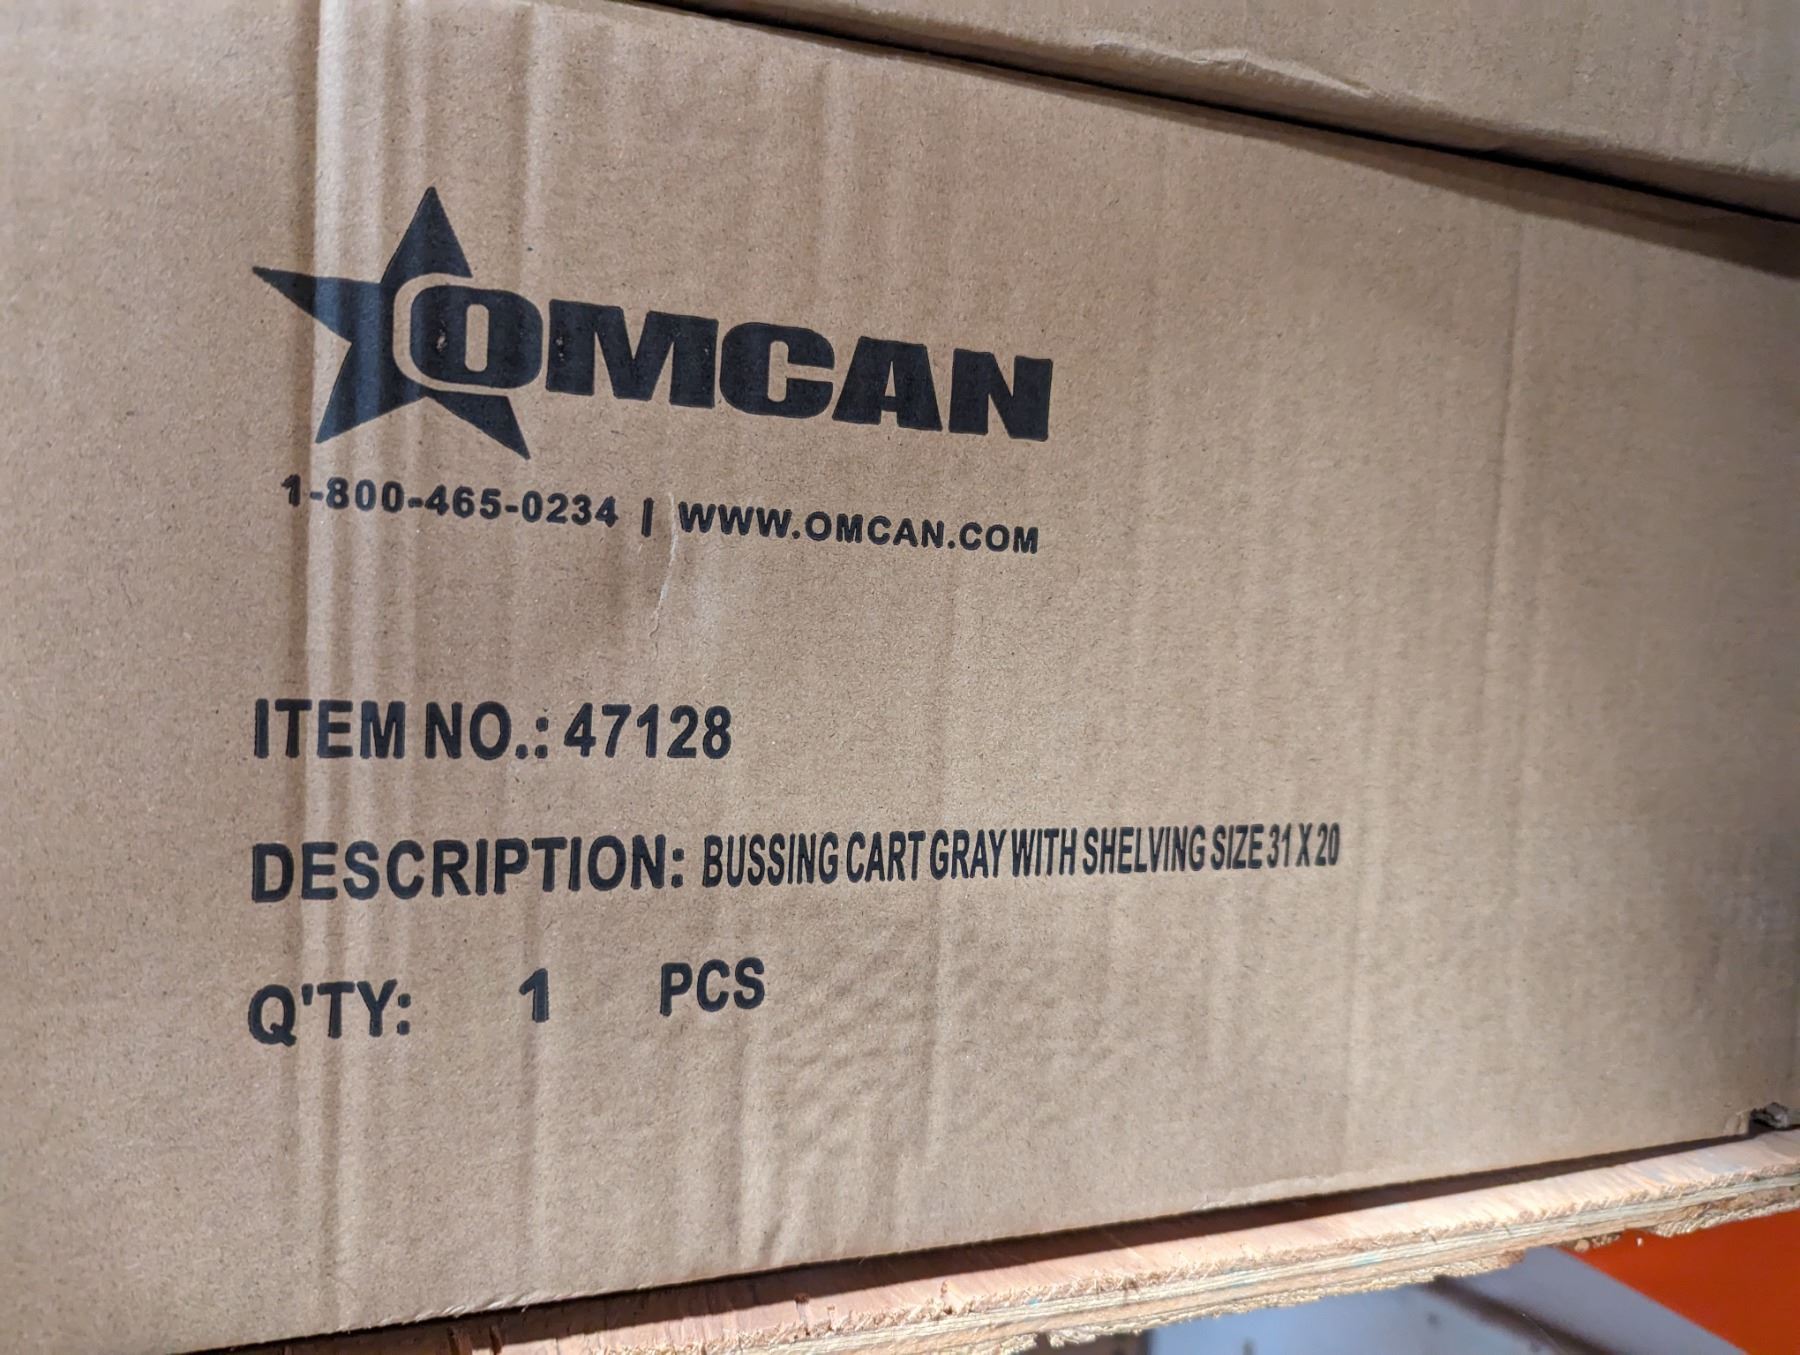 OMCAN
1-800-465-0234 | WWW.OMCAN.COM
ITEM NO.: 47128
DESCRIPTION: BUSSING CART GRAY WITH SHELVING SIZE 31 X 20
Q'TY: 1 PCS